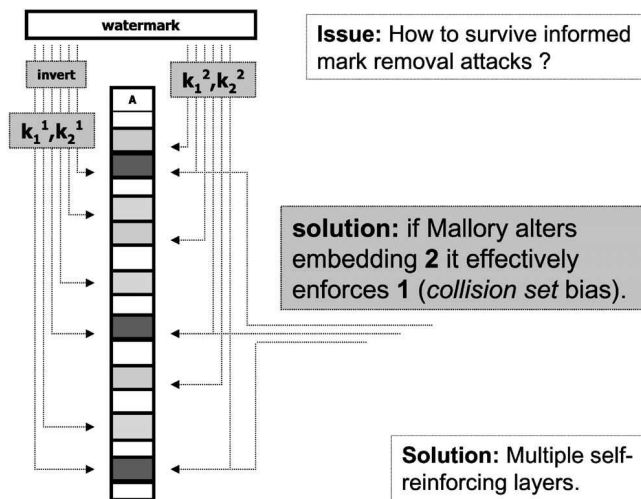 watermark
Issue: How to survive informed
mark removal attacks ?
invert
k₁²,k₂²
A
k₁¹,k₂¹
solution: if Mallory alters
embedding 2 it effectively
enforces 1 (collision set bias).
Solution: Multiple self-
reinforcing layers.